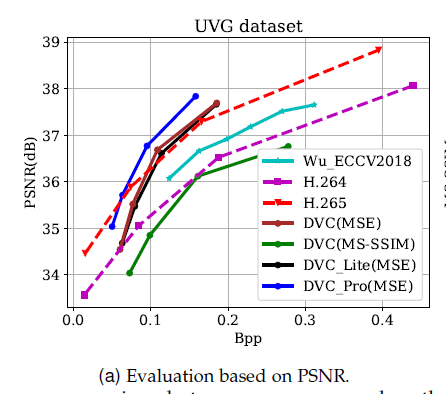 UVG dataset
39
38
37
36
35
34
PSNR(dB)
0.0
0.1
0.2
0.3
0.4
Bpp
Wu_ECCV2018
H.264
H.265
DVC(MSE)
DVC(MS-SSIM)
DVC_Lite(MSE)
DVC_Pro(MSE)
(a) Evaluation based on PSNR.